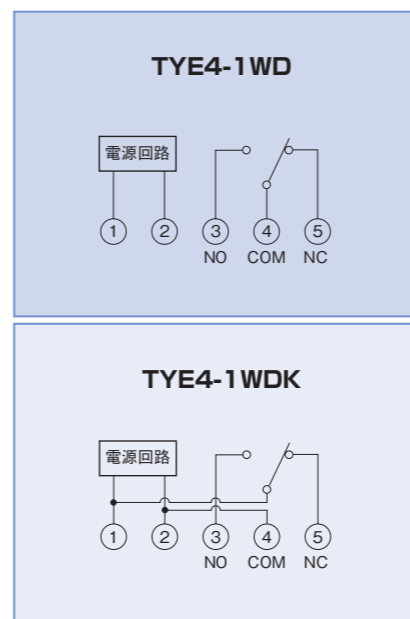 TYE4-1WD
電源回路
① ② ③ ④ ⑤
NO COM NC
TYE4-1WDK
電源回路
① ② ③ ④ ⑤
NO COM NC